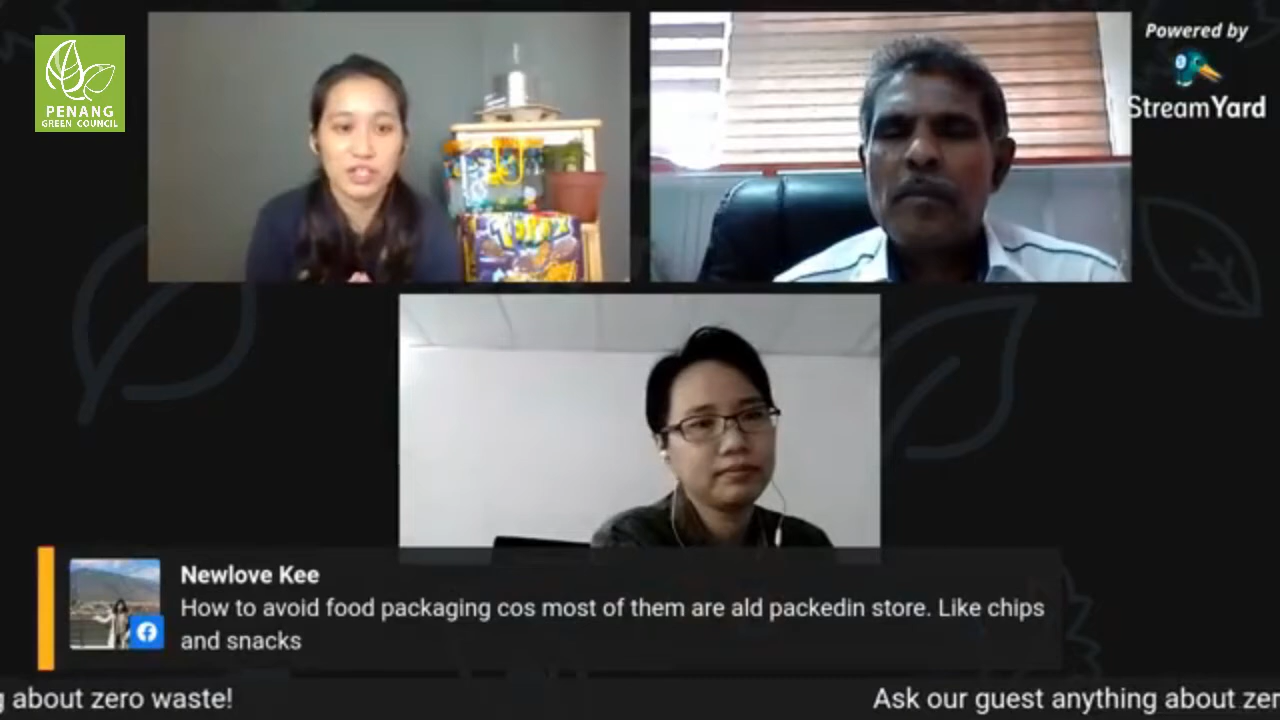 PENANG
GREEN COUNCIL
Powered by
StreamYard
Newlove Kee
How to avoid food packaging cos most of them are ald packedin store. Like chips
and snacks
g about zero waste!
Ask our guest anything about zer